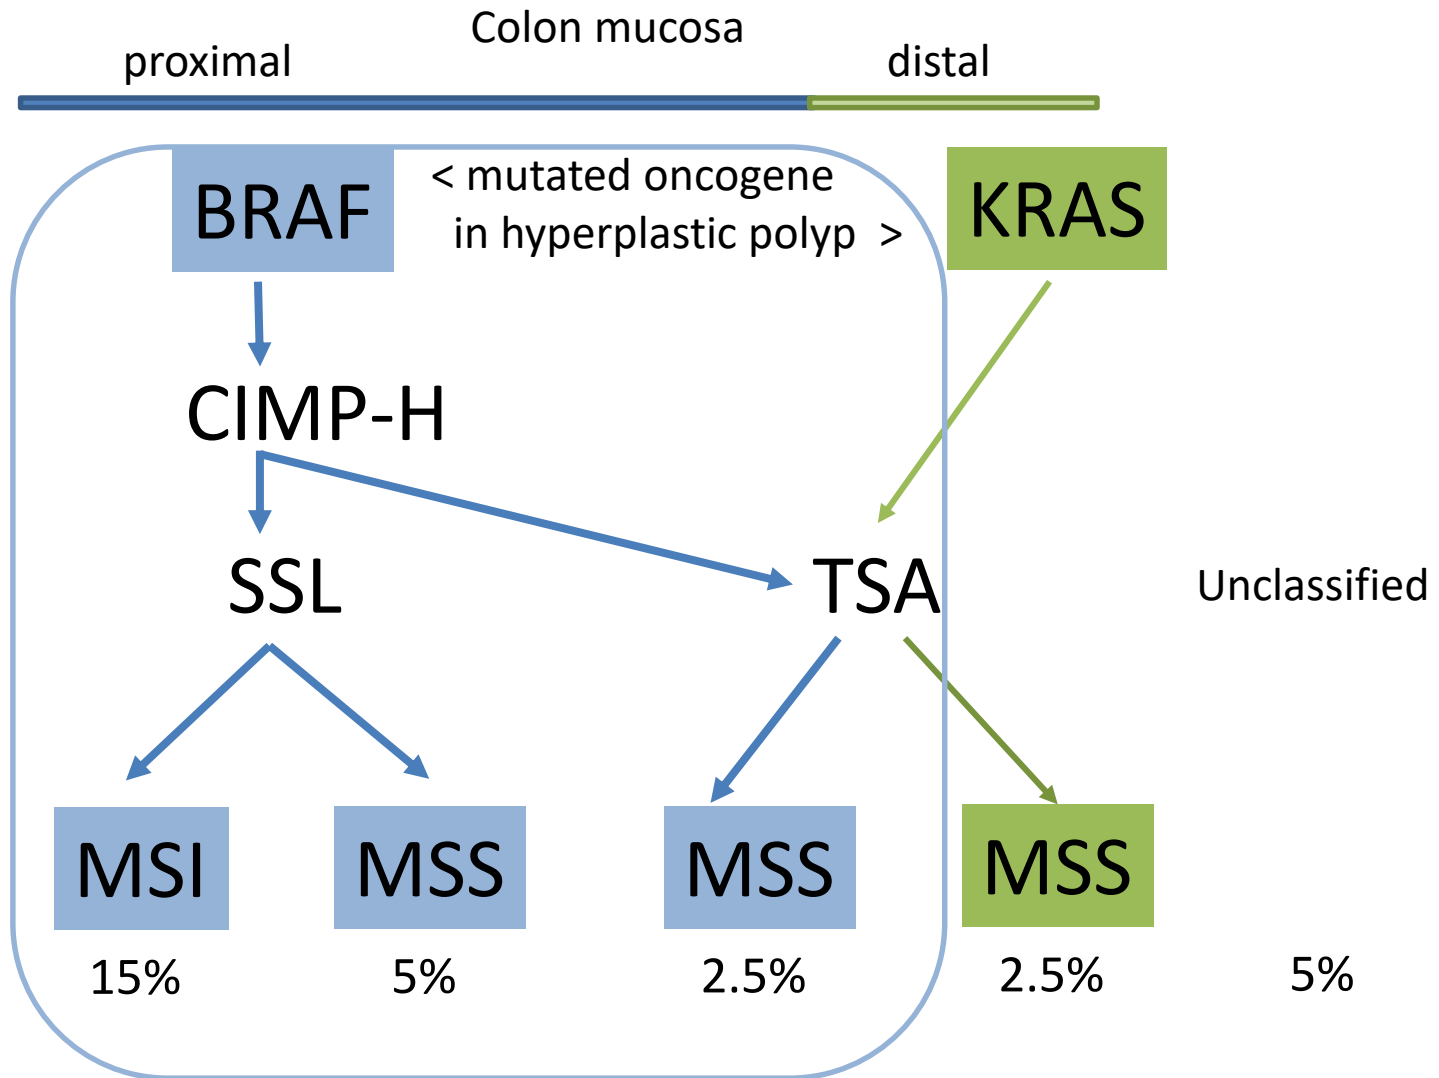 Colon mucosa
proximal
distal
BRAF
< mutated oncogene
in hyperplastic polyp >
KRAS
CIMP-H
SSL
TSA
Unclassified
MSI
MSS
MSS
MSS
15%
5%
2.5%
2.5%
5%